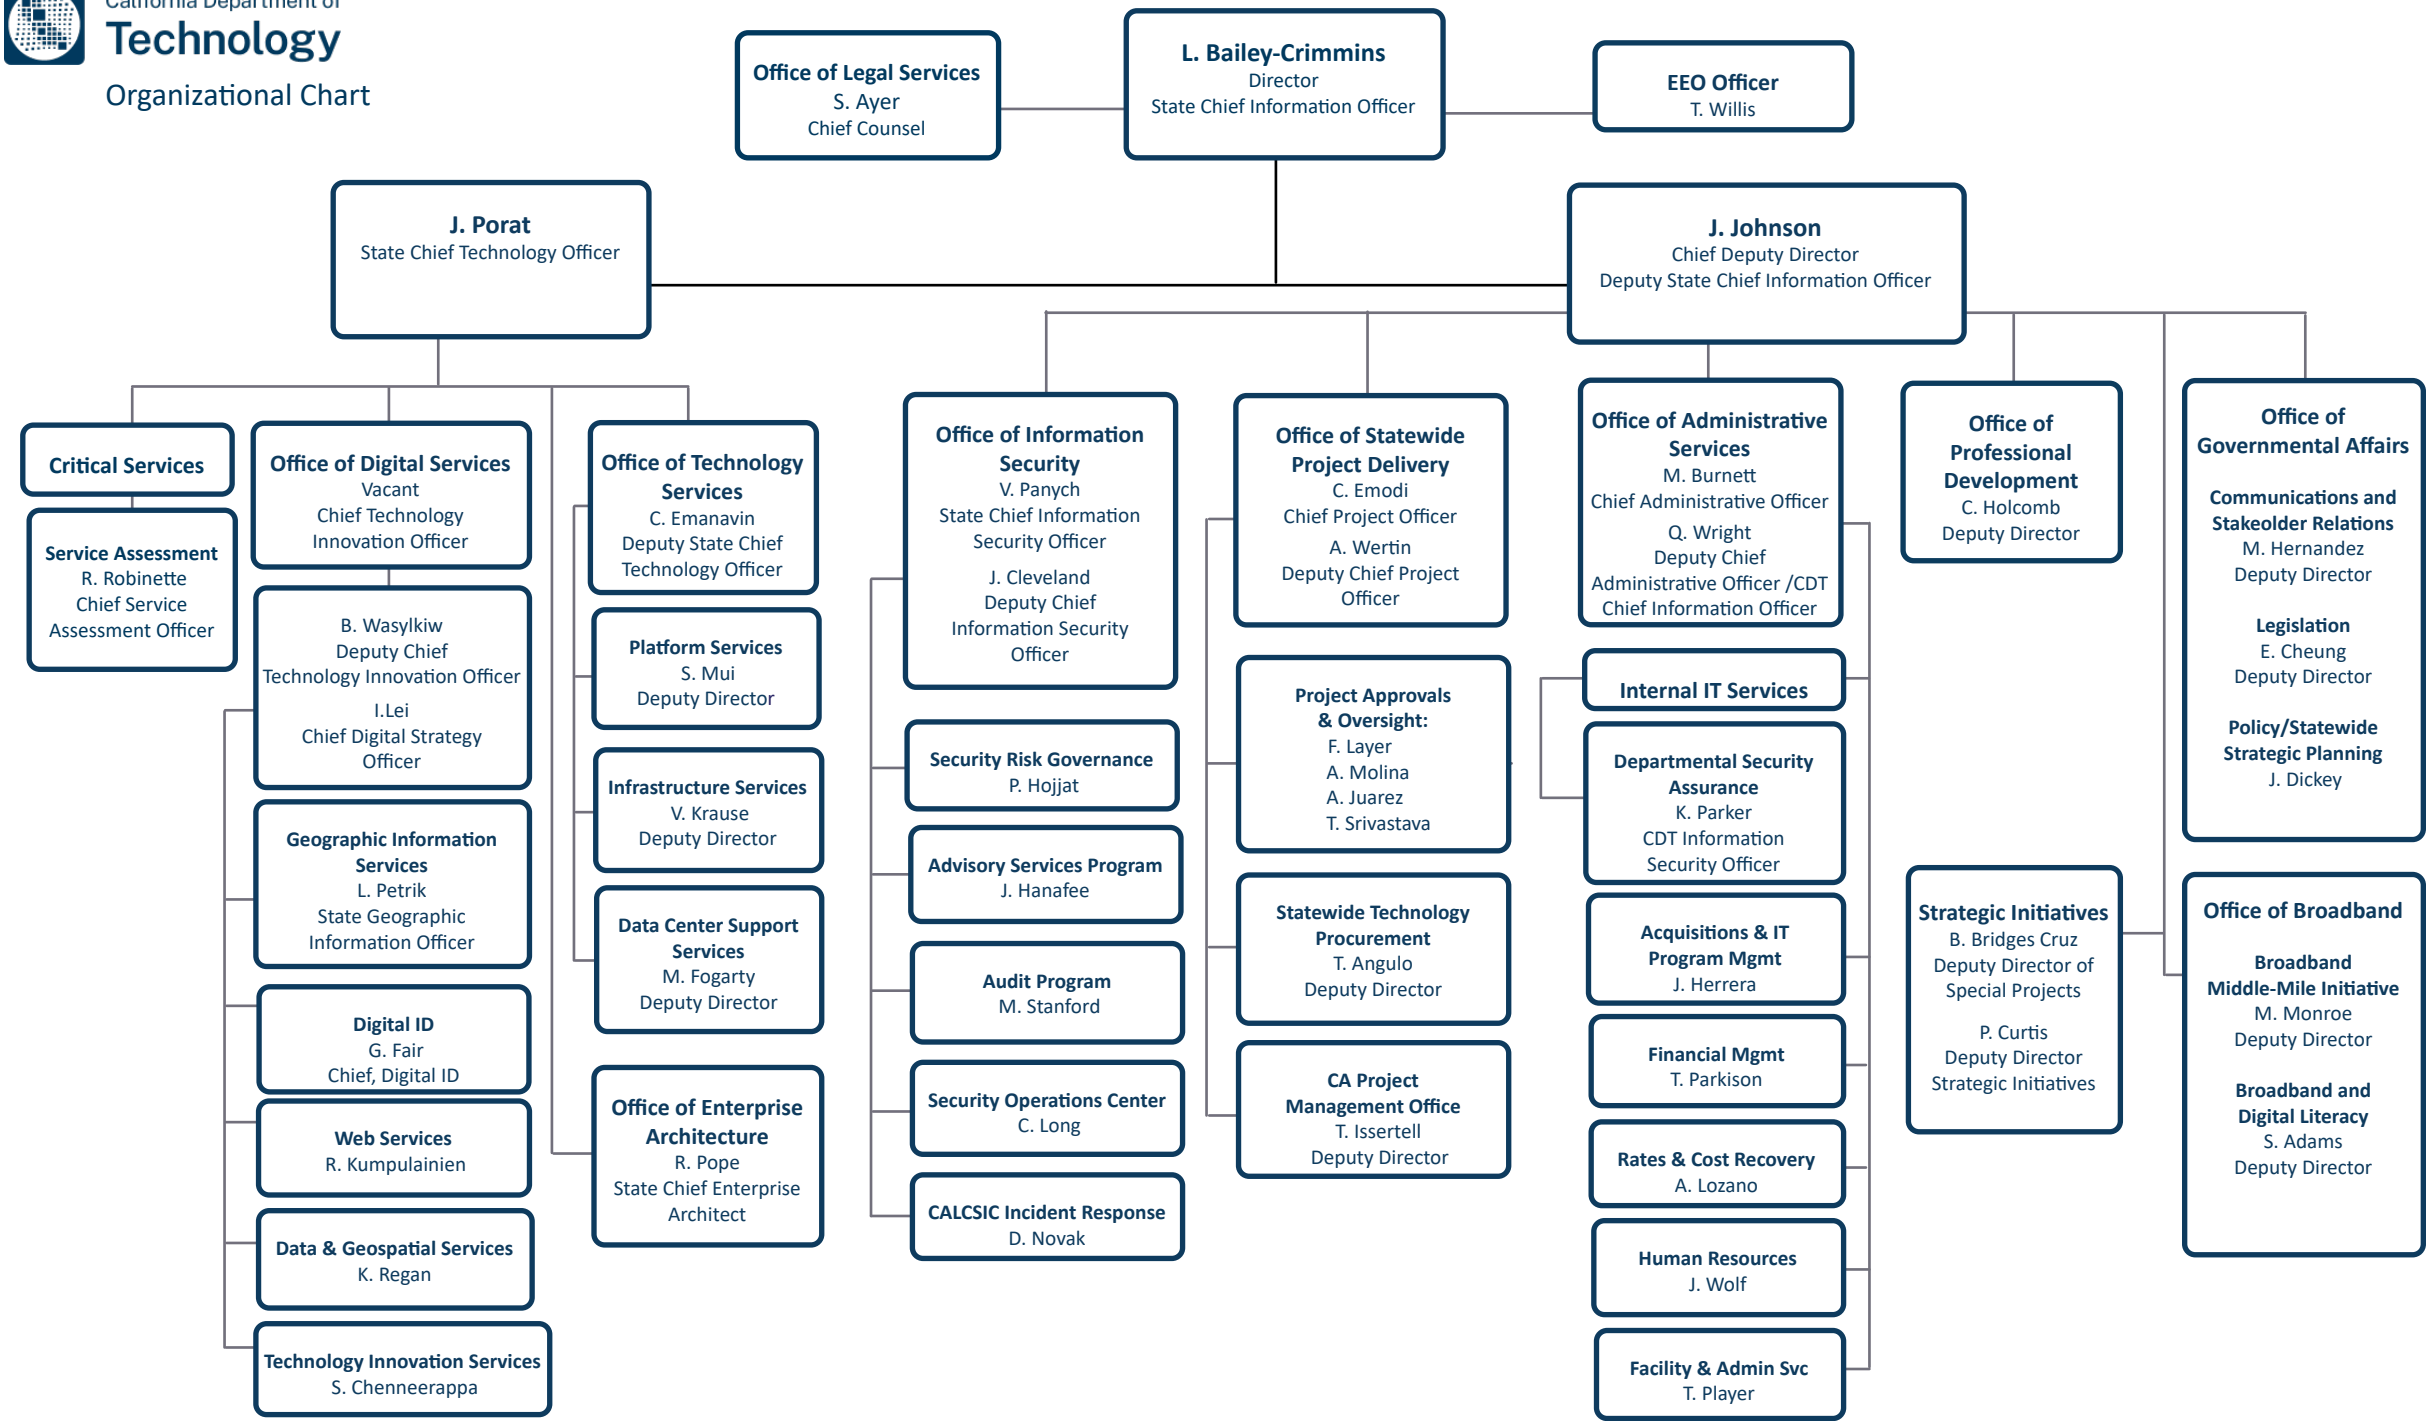 California Department of
Technology
Organizational Chart
Office of Legal Services
S. Ayer
Chief Counsel
L. Bailey-Crimmins
Director
State Chief Information Officer
EEO Officer
T. Willis
J. Porat
State Chief Technology Officer
J. Johnson
Chief Deputy Director
Deputy State Chief Information Officer
Critical Services
Service Assessment
R. Robinette
Chief Service
Assessment Officer
Office of Digital Services
Vacant
Chief Technology
Innovation Officer
B. Wasylkiw
Deputy Chief
Technology Innovation Officer
I.Lei
Chief Digital Strategy
Officer
Geographic Information
Services
L. Petrik
State Geographic
Information Officer
Digital ID
G. Fair
Chief, Digital ID
Web Services
R. Kumpulainien
Data & Geospatial Services
K. Regan
Technology Innovation Services
S. Chenneerappa
Office of Technology
Services
C. Emanavin
Deputy State Chief
Technology Officer
Platform Services
S. Mui
Deputy Director
Infrastructure Services
V. Krause
Deputy Director
Data Center Support
Services
M. Fogarty
Deputy Director
Office of Enterprise
Architecture
R. Pope
State Chief Enterprise
Architect
Office of Information
Security
V. Panych
State Chief Information
Security Officer
J. Cleveland
Deputy Chief
Information Security
Officer
Security Risk Governance
P. Hojjat
Advisory Services Program
J. Hanafee
Audit Program
M. Stanford
Security Operations Center
C. Long
CALCSIC Incident Response
D. Novak
Office of Statewide
Project Delivery
C. Emodi
Chief Project Officer
A. Wertin
Deputy Chief Project
Officer
Project Approvals
& Oversight:
F. Layer
A. Molina
A. Juarez
T. Srivastava
Statewide Technology
Procurement
T. Angulo
Deputy Director
CA Project
Management Office
T. Issertell
Deputy Director
Office of Administrative
Services
M. Burnett
Chief Administrative Officer
Q. Wright
Deputy Chief
Administrative Officer /CDT
Chief Information Officer
Internal IT Services
Departmental Security
Assurance
K. Parker
CDT Information
Security Officer
Acquisitions & IT
Program Mgmt
J. Herrera
Financial Mgmt
T. Parkison
Rates & Cost Recovery
A. Lozano
Human Resources
J. Wolf
Facility & Admin Svc
T. Player
Office of
Professional
Development
C. Holcomb
Deputy Director
Strategic Initiatives
B. Bridges Cruz
Deputy Director of
Special Projects
P. Curtis
Deputy Director
Strategic Initiatives
Office of
Governmental Affairs
Communications and
Stakeolder Relations
M. Hernandez
Deputy Director
Legislation
E. Cheung
Deputy Director
Policy/Statewide
Strategic Planning
J. Dickey
Office of Broadband
Broadband
Middle-Mile Initiative
M. Monroe
Deputy Director
Broadband and
Digital Literacy
S. Adams
Deputy Director